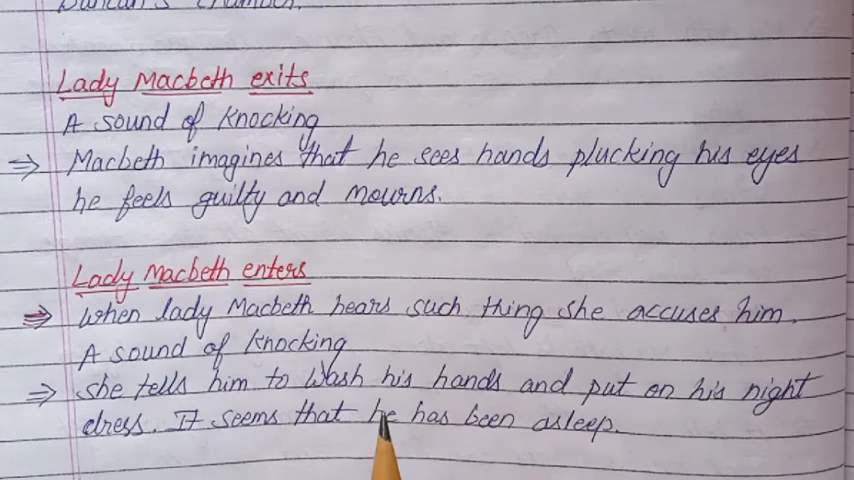 Duncan's Chamber.
Lady Macbeth exits
A sound of knocking
⇒ Macbeth imagines that he sees hands plucking his eyes
he feels guilty and mourns.
Lady Macbeth enters
⇒ when lady Macbeth hears such thing she accuses him.
A sound of knocking
⇒ she tells him to wash his hands and put on his night
dress. It seems that he has been asleep.